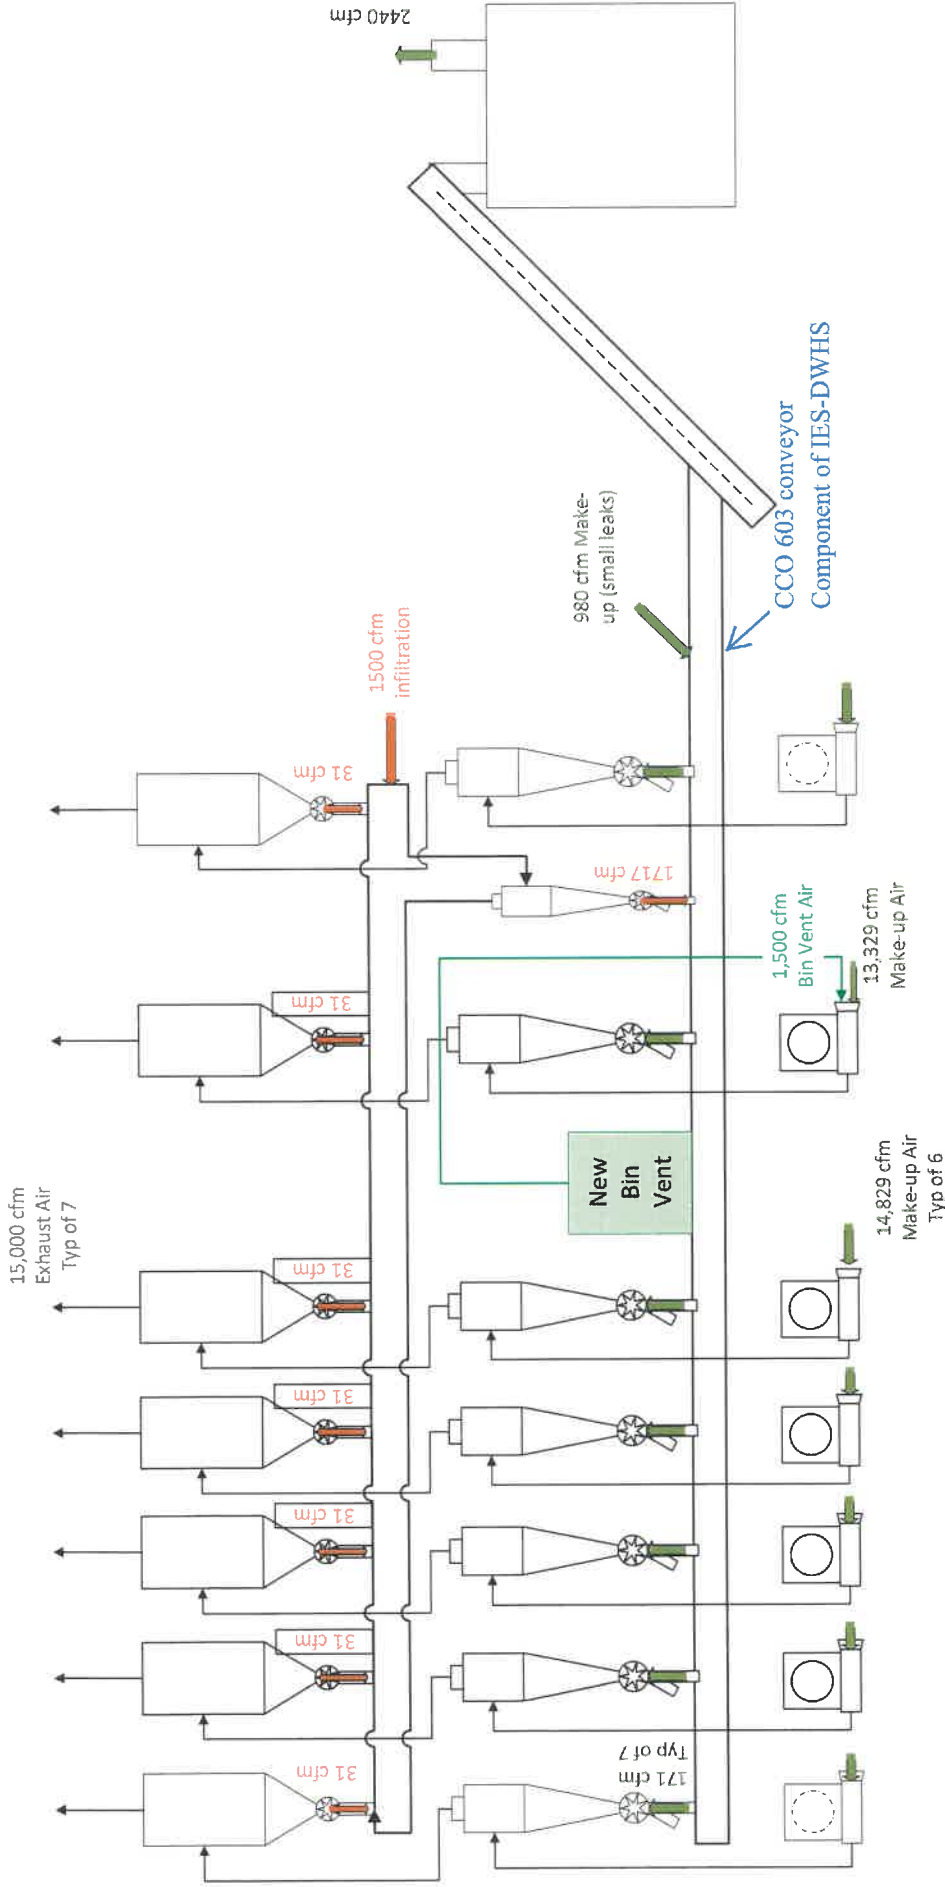 2440 cfm
15,000 cfm
Exhaust Air
Typ of 7
31 cfm
31 cfm
31 cfm
31 cfm
31 cfm
31 cfm
31 cfm
1500 cfm
infiltration
980 cfm Make-
up (small leaks)
1717 cfm
171 cfm
Typ of 7
New
Bin
Vent
1,500 cfm
Bin Vent Air
13,329 cfm
Make-up Air
14,829 cfm
Make-up Air
Typ of 6
CCO 603 conveyor
Component of IES-DWHS